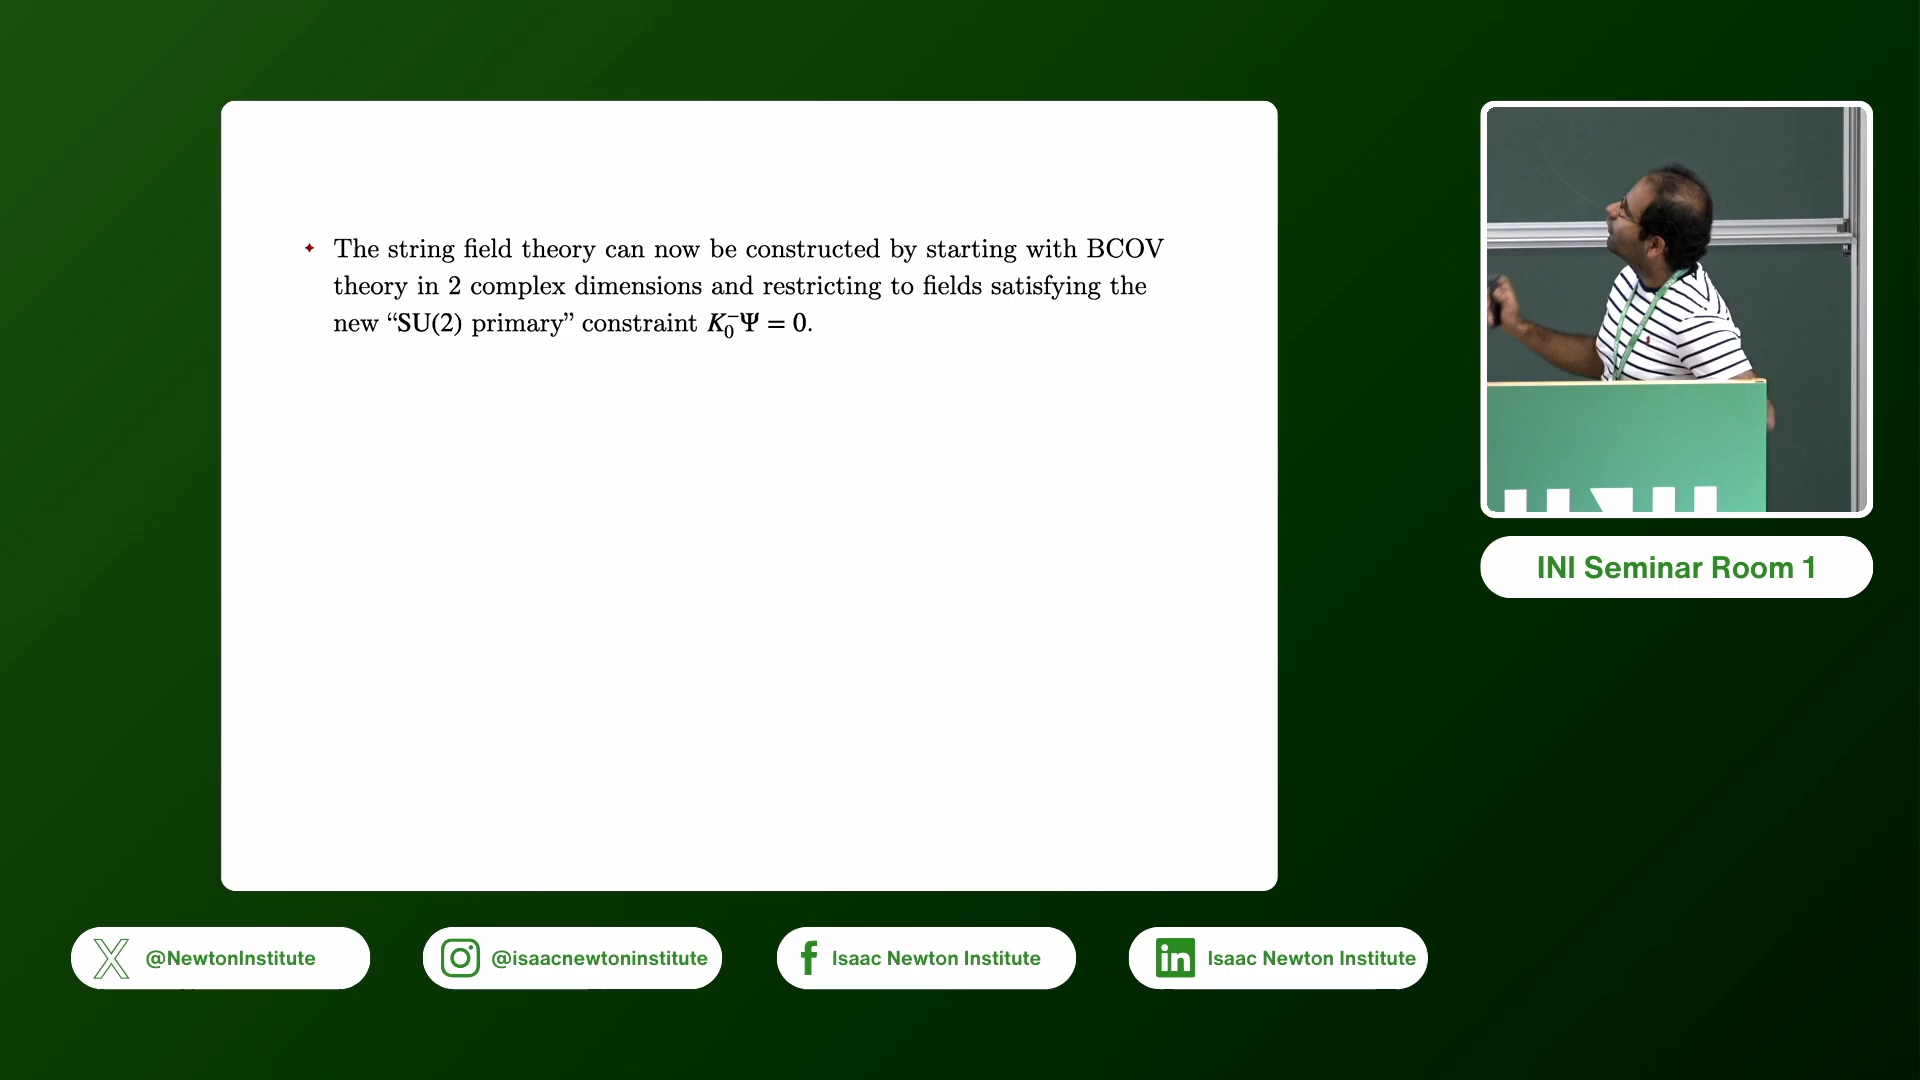 ✦ The string field theory can now be constructed by starting with BCOV
theory in 2 complex dimensions and restricting to fields satisfying the
new “SU(2) primary” constraint K₀⁻Ψ = 0.
INI Seminar Room 1
@NewtonInstitute
@isaacnewtoninstitute
Isaac Newton Institute
Isaac Newton Institute